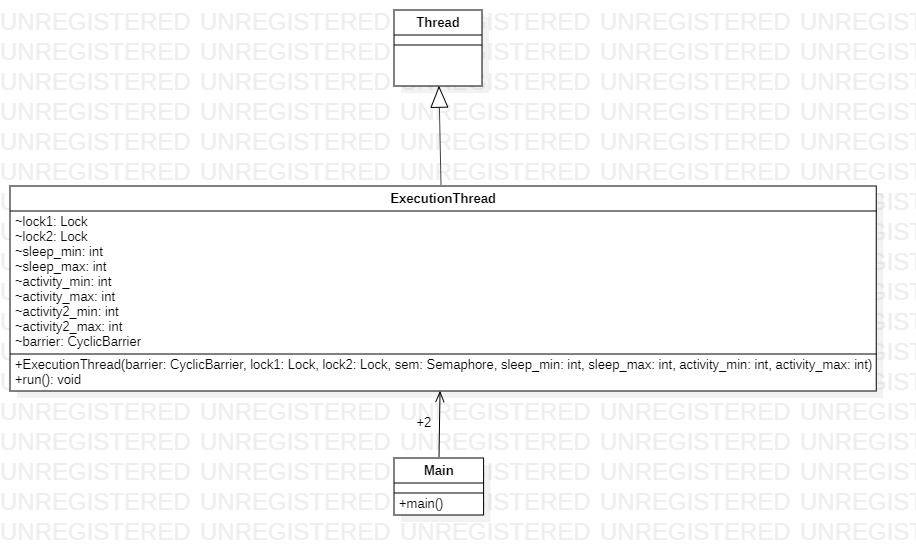 Thread
ExecutionThread
~lock1: Lock
~lock2: Lock
~sleep_min: int
~sleep_max: int
~activity_min: int
~activity_max: int
~activity2_min: int
~activity2_max: int
~barrier: CyclicBarrier
+ExecutionThread(barrier: CyclicBarrier, lock1: Lock, lock2: Lock, sem: Semaphore, sleep_min: int, sleep_max: int, activity_min: int, activity_max: int)
+run(): void
+2
Main
+main()
UNREGISTERED UNREGISTERED UNREGISTERED UNREGISTERED UNREGIST